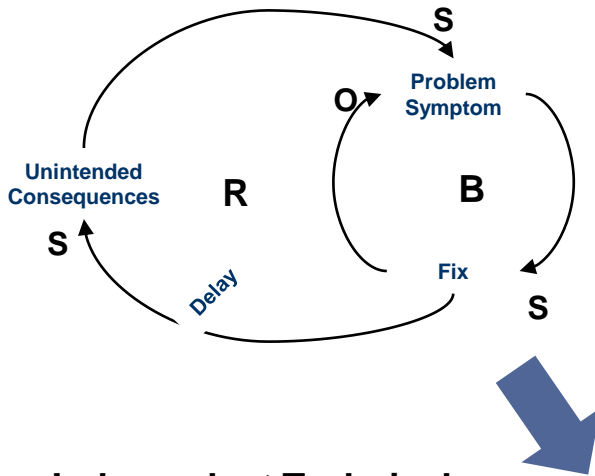 S
Problem
Symptom
O
Unintended
Consequences
R
B
S
Fix
Delay
S